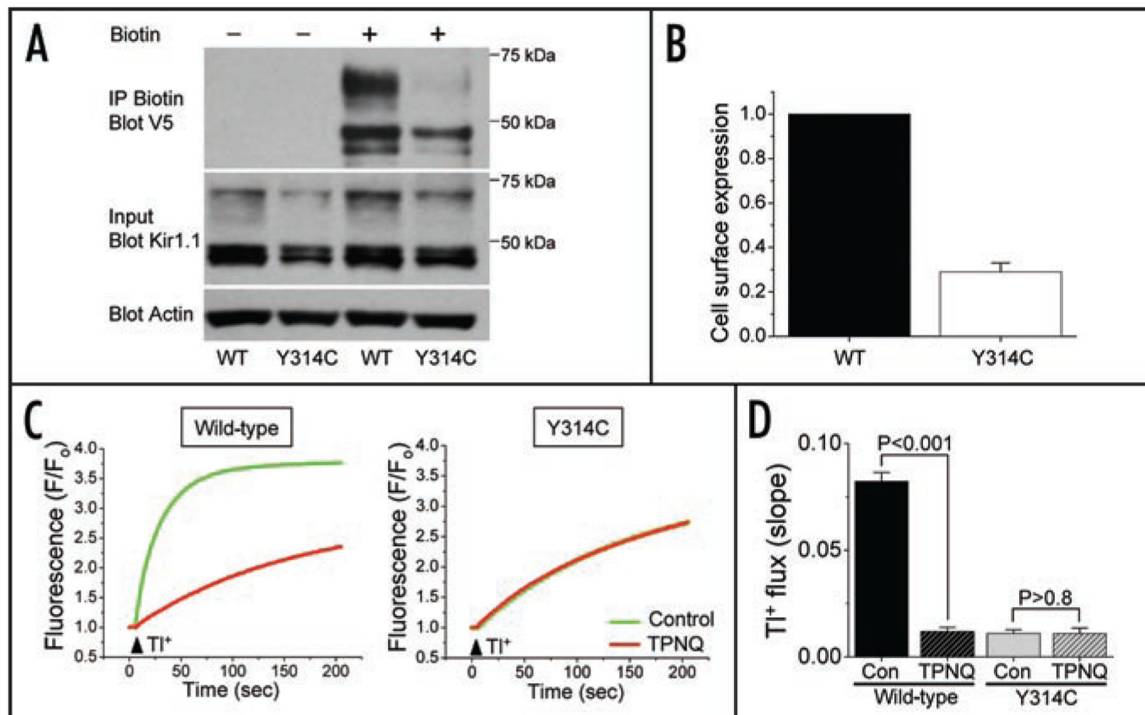 A
Biotin − − + +
75 kDa
IP Biotin
Blot V5
50 kDa
75 kDa
Input
Blot Kir1.1
50 kDa
Blot Actin
WT Y314C WT Y314C
B
Cell surface expression
1.0
0.8
0.6
0.4
0.2
0.0
WT Y314C
C
Wild-type
Fluorescence (F/Fo)
4.0
3.5
3.0
2.5
2.0
1.5
1.0
0.5
Tl+
0 50 100 150 200
Time (sec)
Y314C
Fluorescence (F/Fo)
4.0
3.5
3.0
2.5
2.0
1.5
1.0
0.5
Control
TPNQ
Tl+
0 50 100 150 200
Time (sec)
D
Tl+ flux (slope)
0.10
0.05
0.00
P<0.001
P>0.8
Con TPNQ Con TPNQ
Wild-type Y314C